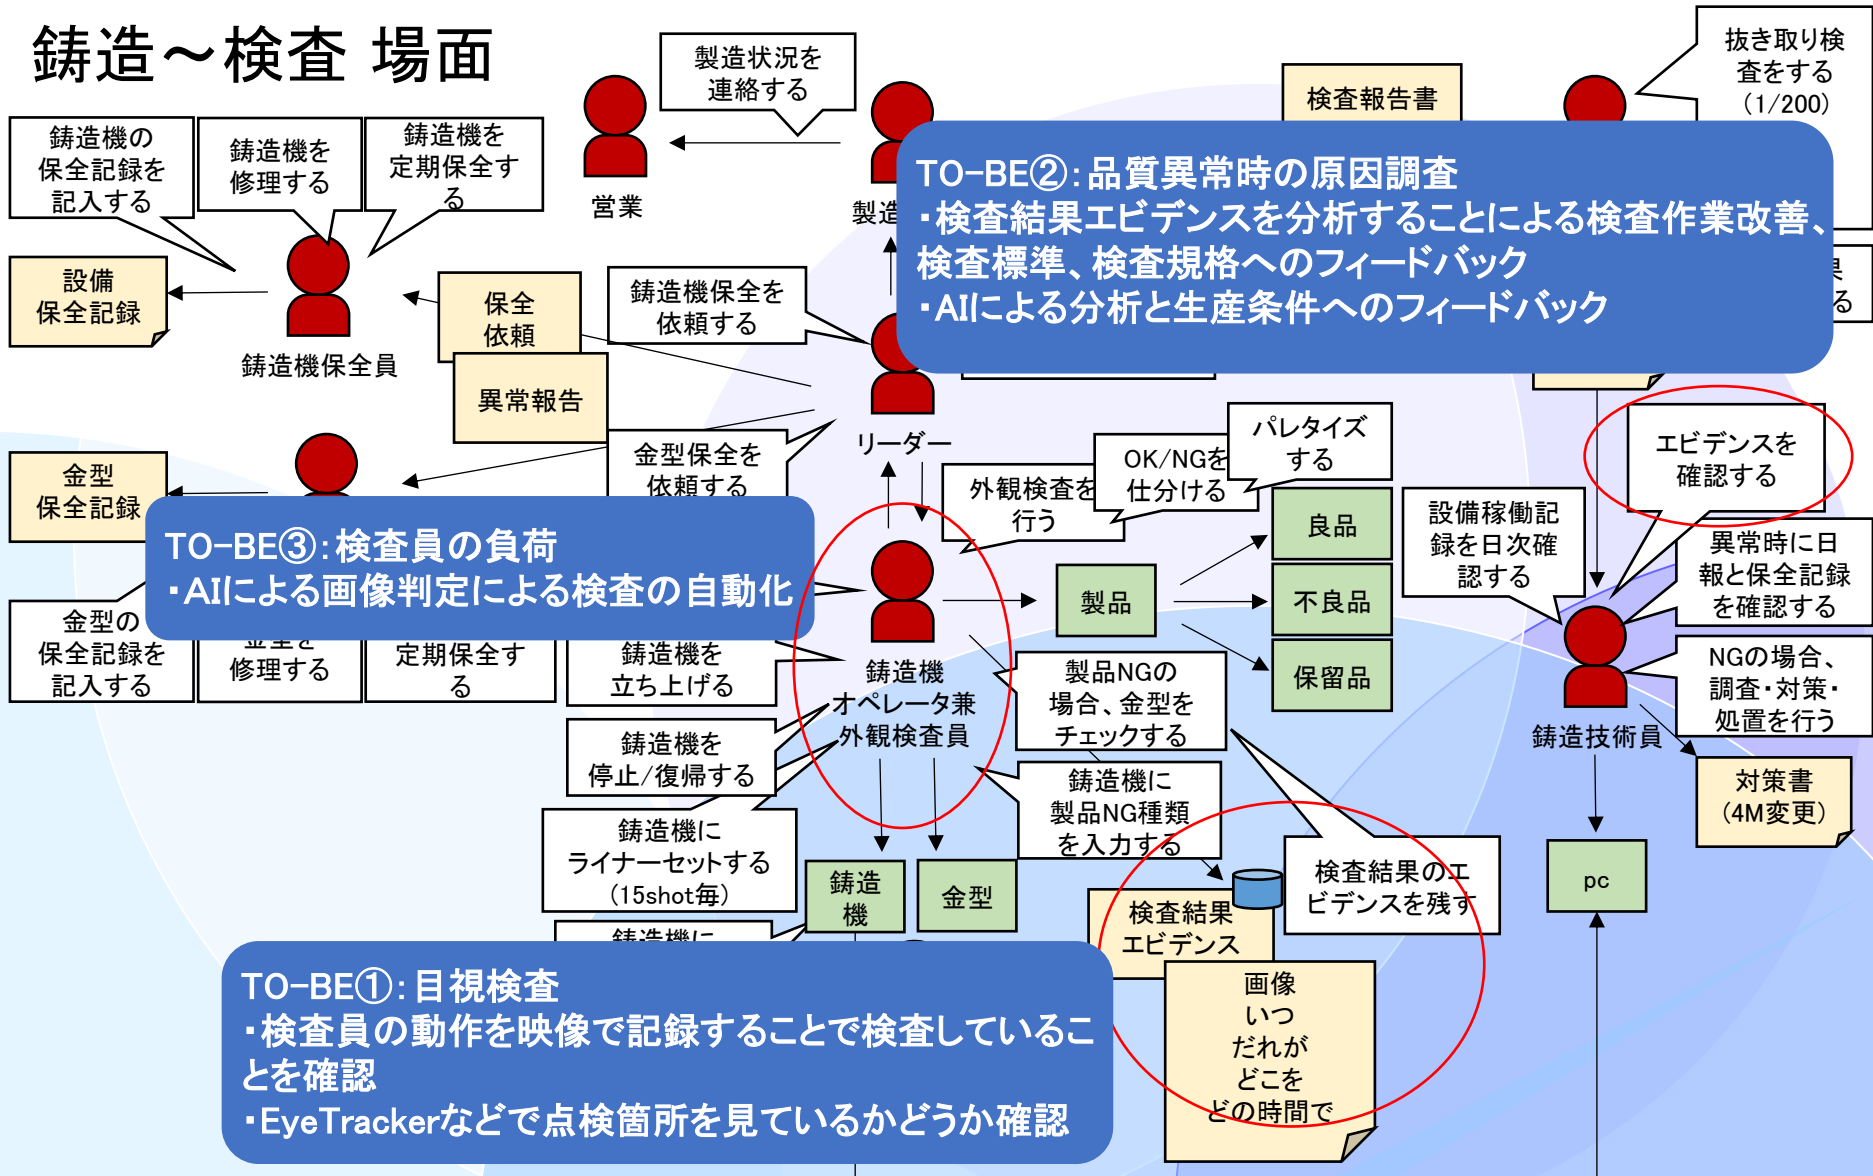 鋳造～検査 場面
製造状況を
連絡する
営業
検査報告書
抜き取り検
査をする
（1/200）
鋳造機の
保全記録を
記入する
鋳造機を
修理する
鋳造機を
定期保全す
る
設備
保全記録
鋳造機保全員
保全
依頼
異常報告
鋳造機保全を
依頼する
製造
TO-BE②：品質異常時の原因調査
・検査結果エビデンスを分析することによる検査作業改善、
検査標準、検査規格へのフィードバック
・AIによる分析と生産条件へのフィードバック
る
リーダー
金型保全を
依頼する
金型
保全記録
TO-BE③：検査員の負荷
・AIによる画像判定による検査の自動化
金型の
保全記録を
記入する
金型を
修理する
定期保全す
る
外観検査を
行う
OK/NGを
仕分ける
パレタイズ
する
製品
良品
不良品
保留品
エビデンスを
確認する
設備稼働記
録を日次確
認する
異常時に日
報と保全記録
を確認する
NGの場合、
調査・対策・
処置を行う
鋳造技術員
対策書
（4M変更）
pc
鋳造機を
立ち上げる
鋳造機
オペレータ兼
外観検査員
鋳造機を
停止/復帰する
鋳造機に
ライナーセットする
（15shot毎）
鋳造機に
製品NGの
場合、金型を
チェックする
鋳造機に
製品NG種類
を入力する
鋳造
機
金型
検査結果のエ
ビデンスを残す
検査結果
エビデンス
画像
いつ
だれが
どこを
どの時間で
TO-BE①：目視検査
・検査員の動作を映像で記録することで検査しているこ
とを確認
・EyeTrackerなどで点検箇所を見ているかどうか確認